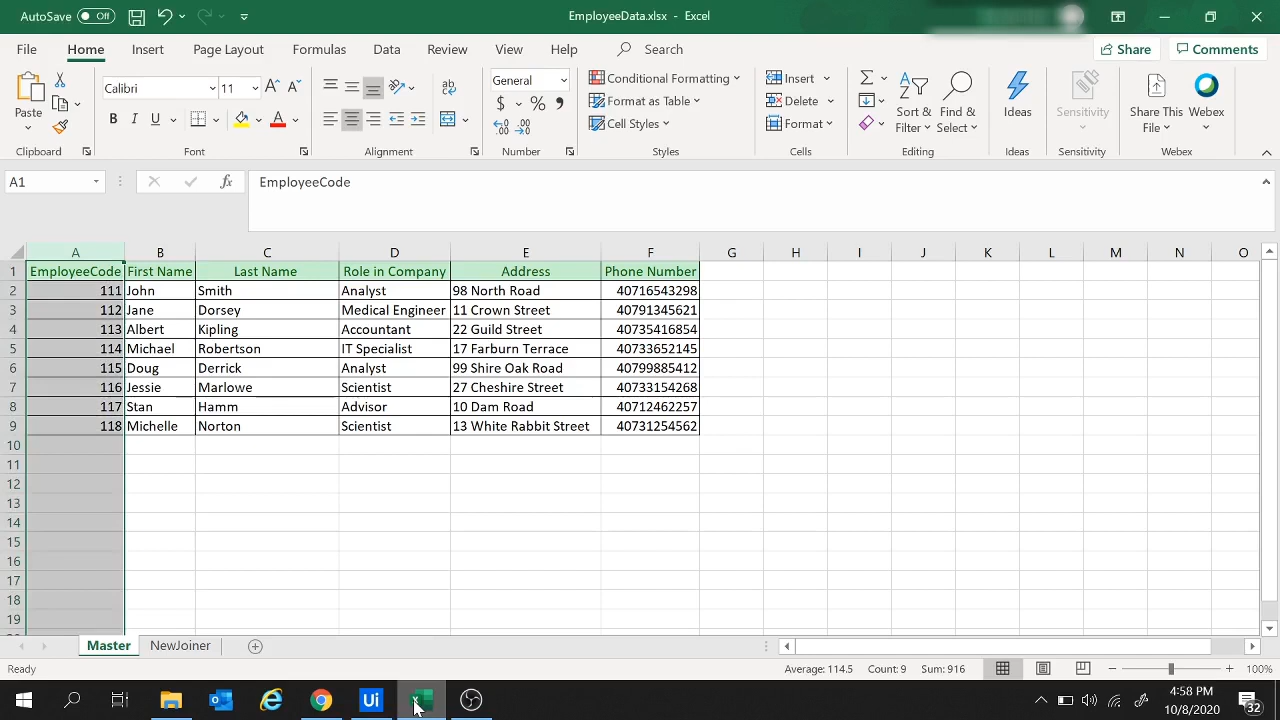 AutoSave Off EmployeeData.xlsx - Excel
File Home Insert Page Layout Formulas Data Review View Help Search Share Comments
Calibri 11 General Conditional Formatting Insert
$ % Format as Table Delete
Paste B I U A Cell Styles Format Sort & Filter Find & Select Ideas Sensitivity Share This File Webex
Clipboard Font Alignment Number Styles Cells Editing Ideas Sensitivity Webex
A1 fx EmployeeCode
A B C D E F G H I J K L M N O
1 EmployeeCode First Name Last Name Role in Company Address Phone Number
2 111 John Smith Analyst 98 North Road 40716543298
3 112 Jane Dorsey Medical Engineer 11 Crown Street 40791345621
4 113 Albert Kipling Accountant 22 Guild Street 40735416854
5 114 Michael Robertson IT Specialist 17 Farburn Terrace 40733652145
6 115 Doug Derrick Analyst 99 Shire Oak Road 40799885412
7 116 Jessie Marlowe Scientist 27 Cheshire Street 40733154268
8 117 Stan Hamm Advisor 10 Dam Road 40712462257
9 118 Michelle Norton Scientist 13 White Rabbit Street 40731254562
10
11
12
13
14
15
16
17
18
19
Master NewJoiner
Ready Average: 114.5 Count: 9 Sum: 916 100%
Ui 4:58 PM
10/8/2020 32